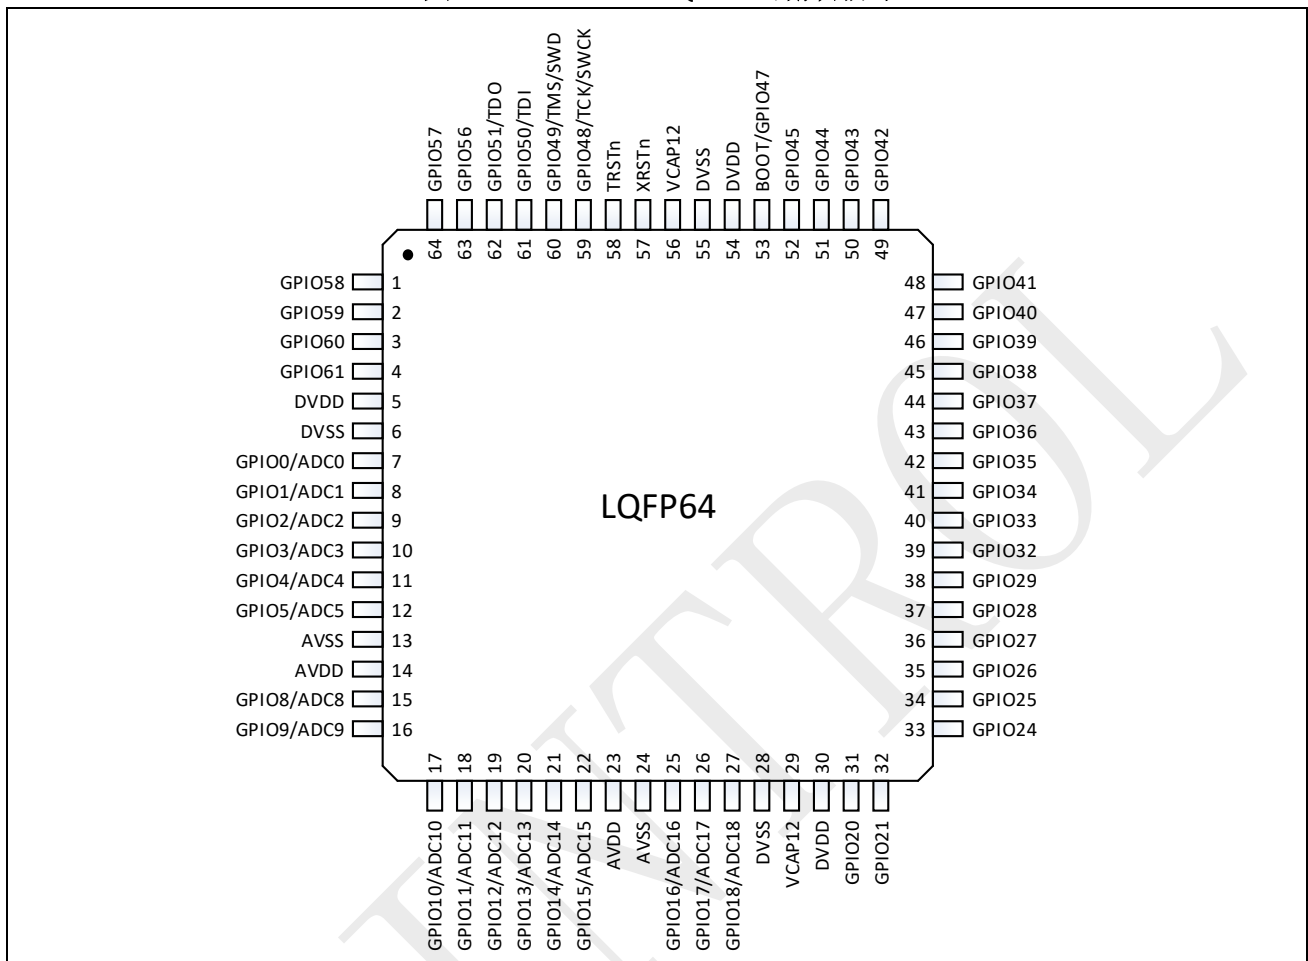 GPIO57
GPIO56
GPIO51/TDO
GPIO50/TDI
GPIO49/TMS/SWD
GPIO48/TCK/SWCK
TRSTn
XRSTn
VCAP12
DVSS
DVDD
BOOT/GPIO47
GPIO45
GPIO44
GPIO43
GPIO42
64 63 62 61 60 59 58 57 56 55 54 53 52 51 50 49
GPIO58 1
GPIO59 2
GPIO60 3
GPIO61 4
DVDD 5
DVSS 6
GPIO0/ADC0 7
GPIO1/ADC1 8
GPIO2/ADC2 9
GPIO3/ADC3 10
GPIO4/ADC4 11
GPIO5/ADC5 12
AVSS 13
AVDD 14
GPIO8/ADC8 15
GPIO9/ADC9 16
LQFP64
48 GPIO41
47 GPIO40
46 GPIO39
45 GPIO38
44 GPIO37
43 GPIO36
42 GPIO35
41 GPIO34
40 GPIO33
39 GPIO32
38 GPIO29
37 GPIO28
36 GPIO27
35 GPIO26
34 GPIO25
33 GPIO24
17 18 19 20 21 22 23 24 25 26 27 28 29 30 31 32
GPIO10/ADC10
GPIO11/ADC11
GPIO12/ADC12
GPIO13/ADC13
GPIO14/ADC14
GPIO15/ADC15
AVDD
AVSS
GPIO16/ADC16
GPIO17/ADC17
GPIO18/ADC18
DVSS
VCAP12
DVDD
GPIO20
GPIO21